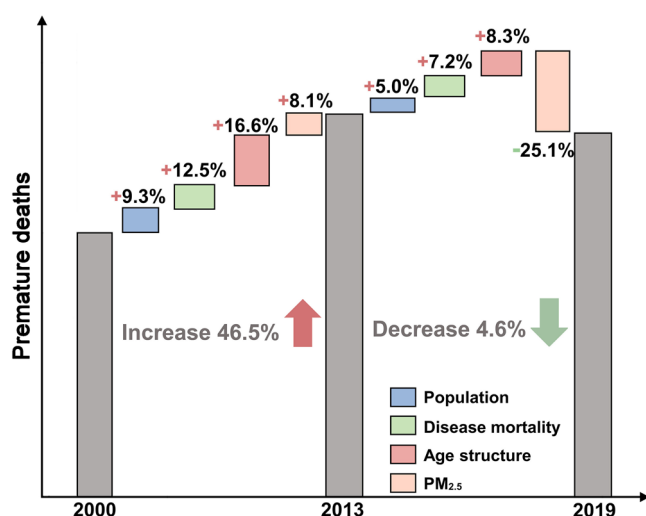 Premature deaths
+9.3%
+12.5%
+16.6%
+8.1%
+5.0%
+7.2%
+8.3%
-25.1%
Increase 46.5%
Decrease 4.6%
Population
Disease mortality
Age structure
PM2.5
2000
2013
2019